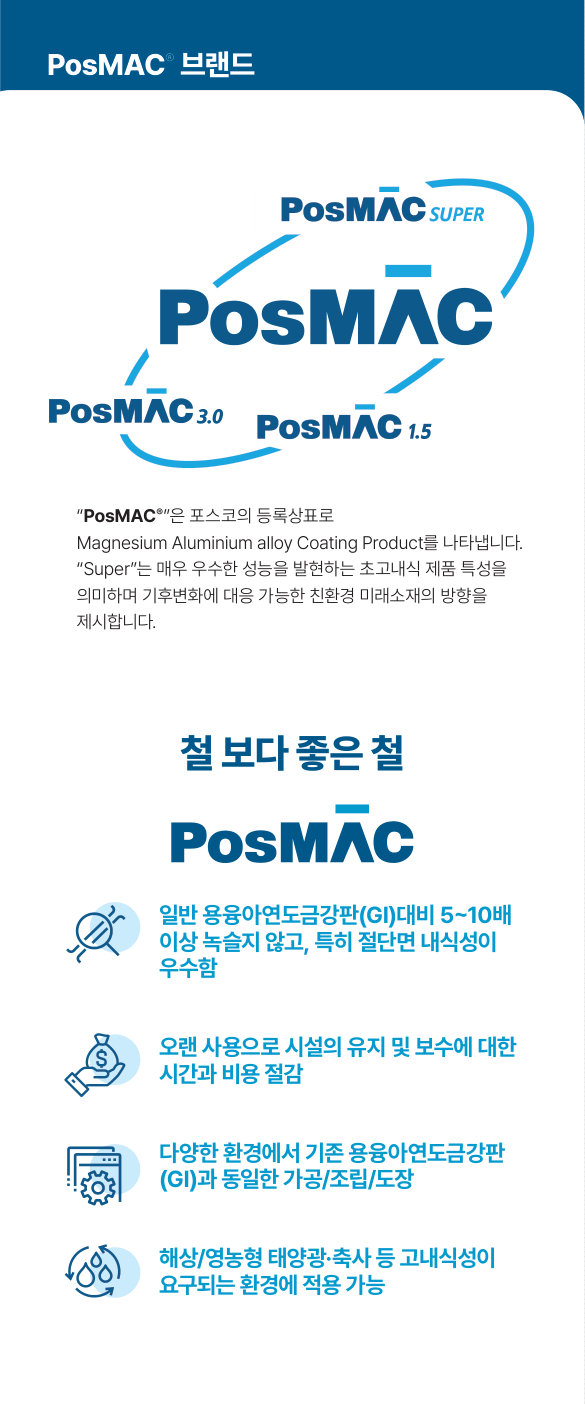 PosMAC® 브랜드
PosMAC SUPER
PosMAC
PosMAC 3.0
PosMAC 1.5
“PosMAC®”은 포스코의 등록상표로
Magnesium Aluminium alloy Coating Product를 나타냅니다.
“Super”는 매우 우수한 성능을 발현하는 초고내식 제품 특성을
의미하며 기후변화에 대응 가능한 친환경 미래소재의 방향을
제시합니다.
철 보다 좋은 철
PosMAC
일반 용융아연도금강판(GI)대비 5~10배
이상 녹슬지 않고, 특히 절단면 내식성이
우수함
$
오랜 사용으로 시설의 유지 및 보수에 대한
시간과 비용 절감
다양한 환경에서 기존 용융아연도금강판
(GI)과 동일한 가공/조립/도장
해상/영농형 태양광·축사 등 고내식성이
요구되는 환경에 적용 가능